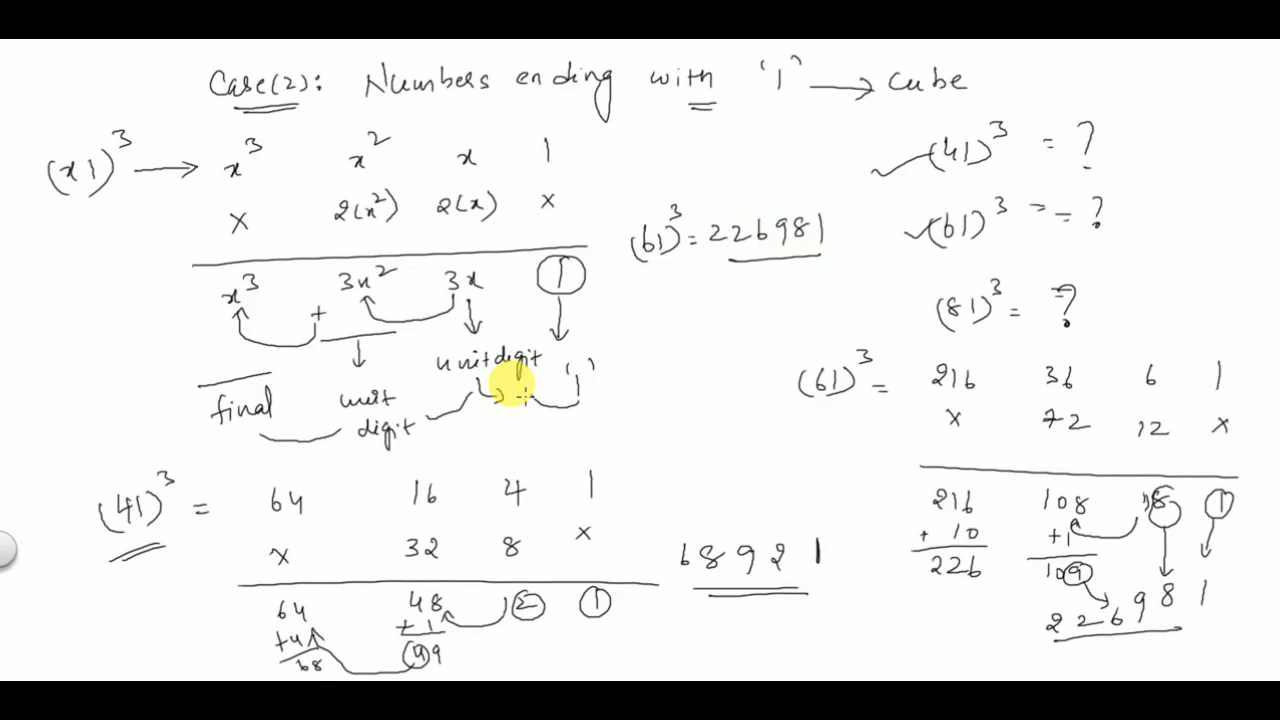 Case(2): Numbers ending with '1' → cube
(x1)³ → x³ x² x 1
x 2(x²) 2(x) x
x³ 3x² 3x 1
+
unit digit '1'
+
final unit digit
(61)³ = 226981
(41)³ = ?
(61)³ = = ?
(81)³ = ?
(41)³ = 64 16 4 1
x 32 8 x
64 48 2 1
+4 +1
68 49
68921
(61)³ = 216 36 6 1
x 72 12 x
216 108 18 1
+ 10 +1
226 109
226981